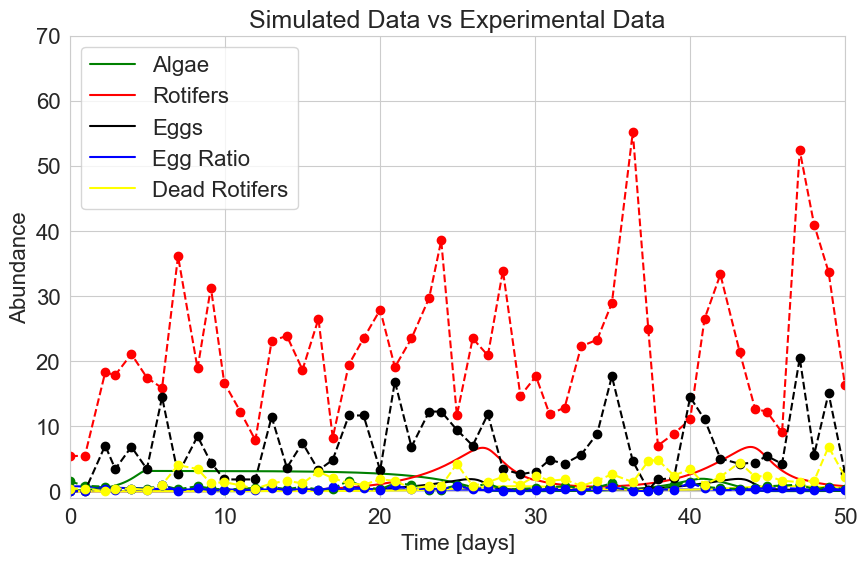 Simulated Data vs Experimental Data
70
60
50
40
30
20
10
0
Abundance
Algae
Rotifers
Eggs
Egg Ratio
Dead Rotifers
0 10 20 30 40 50
Time [days]